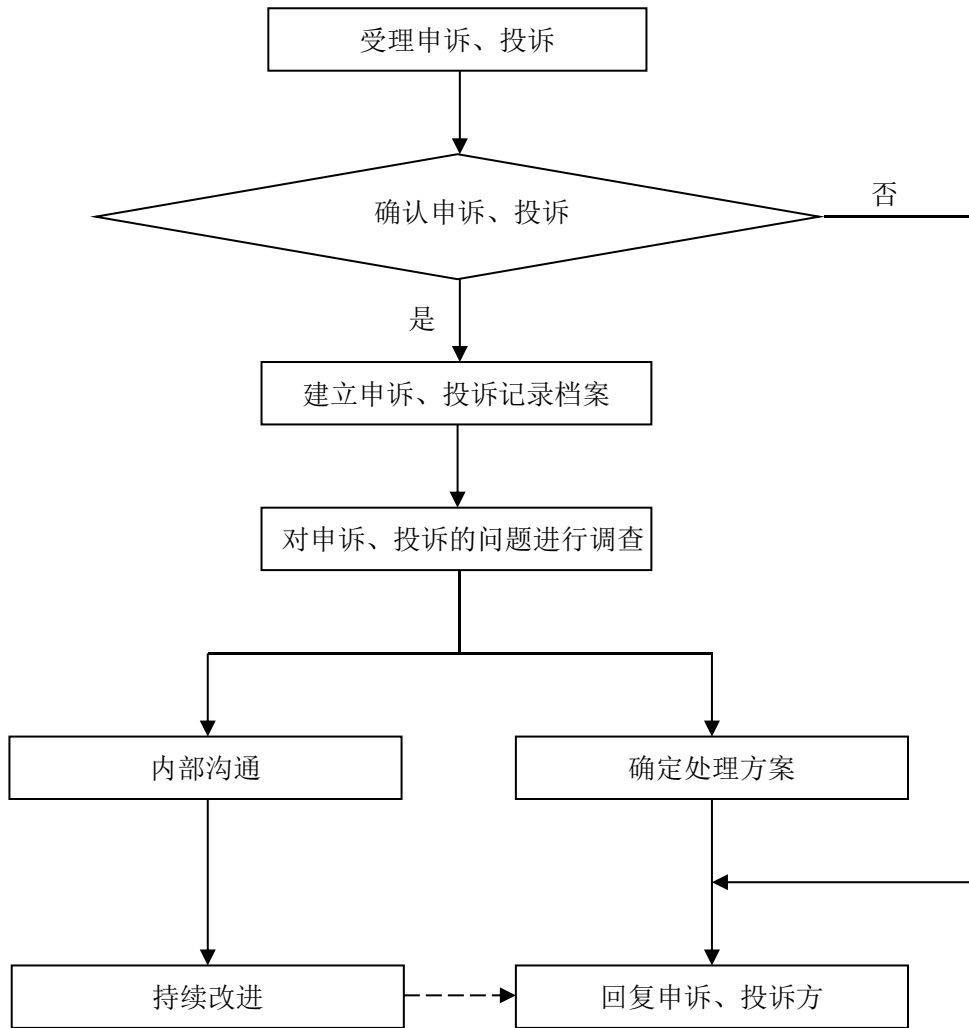 受理申诉、投诉
确认申诉、投诉
否
是
建立申诉、投诉记录档案
对申诉、投诉的问题进行调查
内部沟通
确定处理方案
持续改进
回复申诉、投诉方